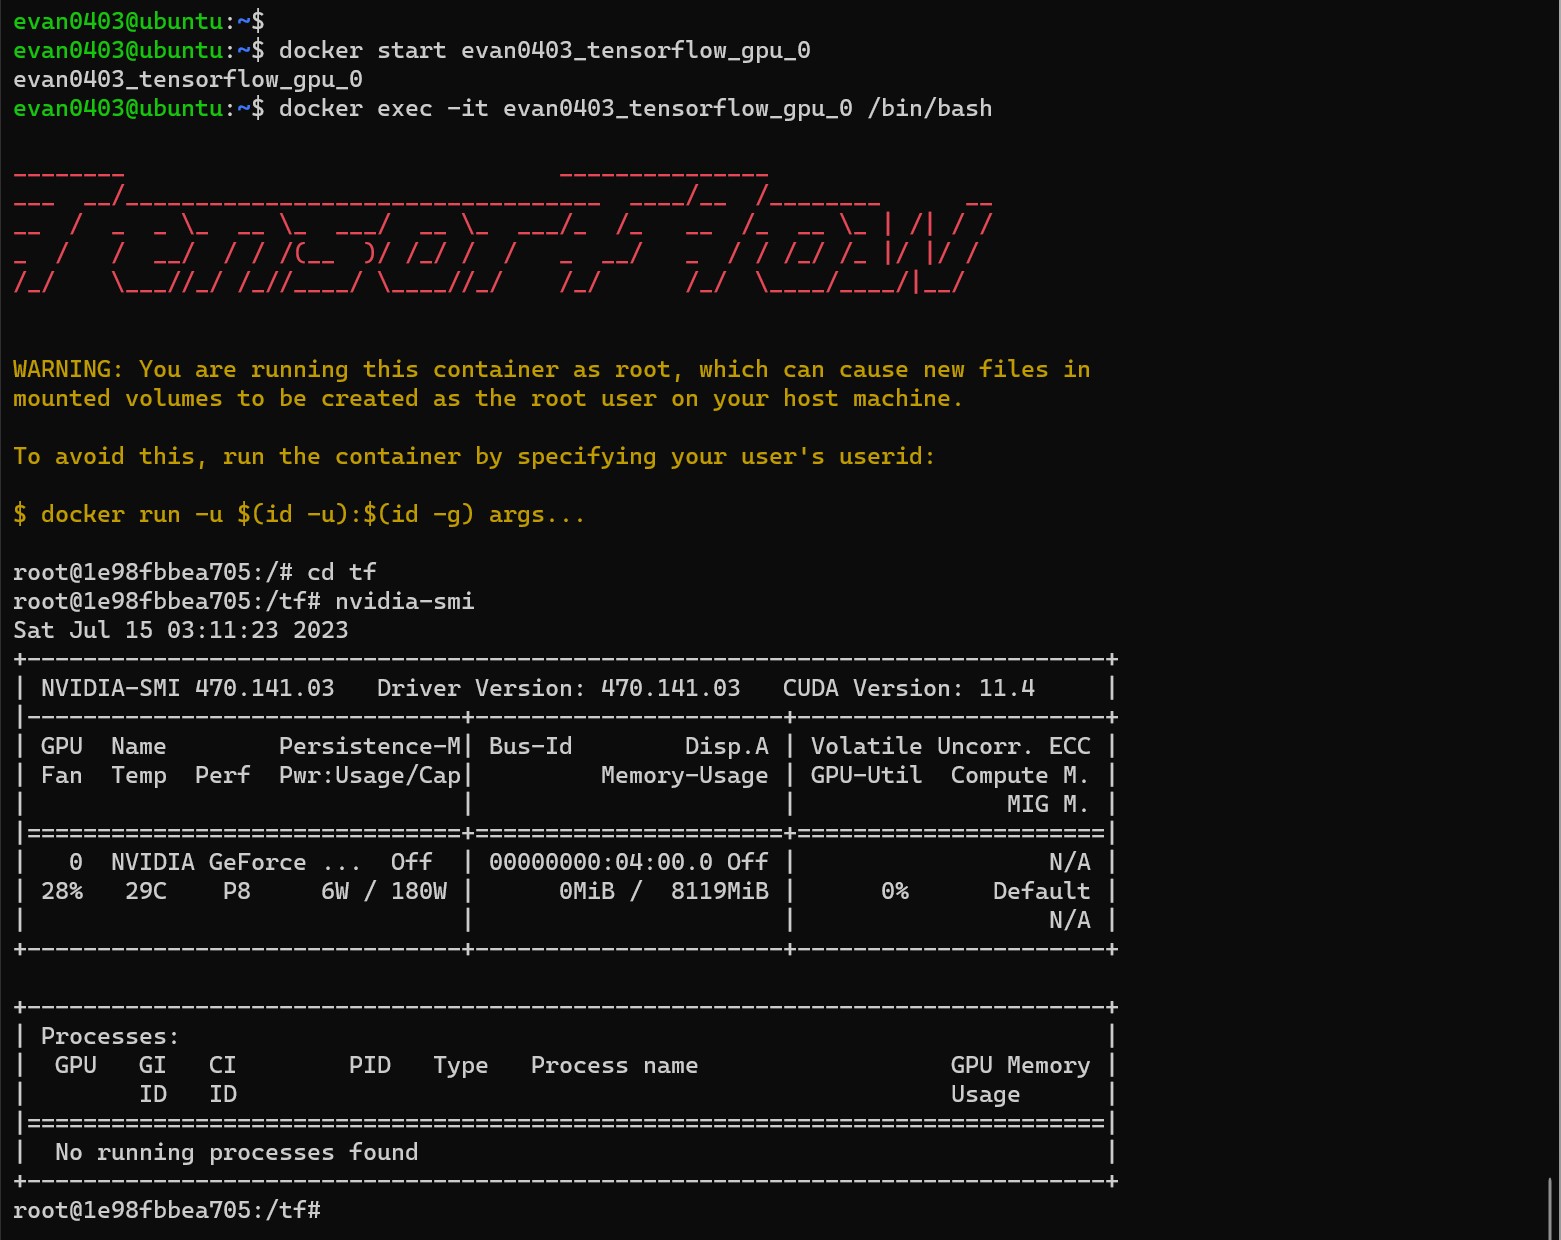 evan0403@ubuntu:~$
evan0403@ubuntu:~$ docker start evan0403_tensorflow_gpu_0
evan0403_tensorflow_gpu_0
evan0403@ubuntu:~$ docker exec -it evan0403_tensorflow_gpu_0 /bin/bash
________                               _______________
___  __/__________________________________  ____/__  /________      __
__  /  _  _ \_  __ \_  ___/  __ \_  ___/_  /_   __  /_  __ \_ | /| / /
_  /   /  __/  / / /(__  )/ /_/ /  /   _  __/   _  / / /_/ /_ |/ |/ /
/_/    \___//_/ /_//____/ \____//_/    /_/      /_/  \____/____/|__/
WARNING: You are running this container as root, which can cause new files in
mounted volumes to be created as the root user on your host machine.
To avoid this, run the container by specifying your user's userid:
$ docker run -u $(id -u):$(id -g) args...
root@1e98fbbea705:/# cd tf
root@1e98fbbea705:/tf# nvidia-smi
Sat Jul 15 03:11:23 2023
+-----------------------------------------------------------------------------+
| NVIDIA-SMI 470.141.03   Driver Version: 470.141.03   CUDA Version: 11.4     |
|-------------------------------+----------------------+----------------------+
| GPU  Name        Persistence-M| Bus-Id        Disp.A | Volatile Uncorr. ECC |
| Fan  Temp  Perf  Pwr:Usage/Cap|         Memory-Usage | GPU-Util  Compute M. |
|                               |                      |               MIG M. |
|===============================+======================+======================|
|   0  NVIDIA GeForce ...  Off  | 00000000:04:00.0 Off |                  N/A |
| 28%   29C    P8     6W / 180W |      0MiB /  8119MiB |      0%      Default |
|                               |                      |                  N/A |
+-------------------------------+----------------------+----------------------+
+-----------------------------------------------------------------------------+
| Processes:                                                                  |
|  GPU   GI   CI        PID   Type   Process name                  GPU Memory |
|        ID   ID                                                   Usage      |
|=============================================================================|
|  No running processes found                                                 |
+-----------------------------------------------------------------------------+
root@1e98fbbea705:/tf#